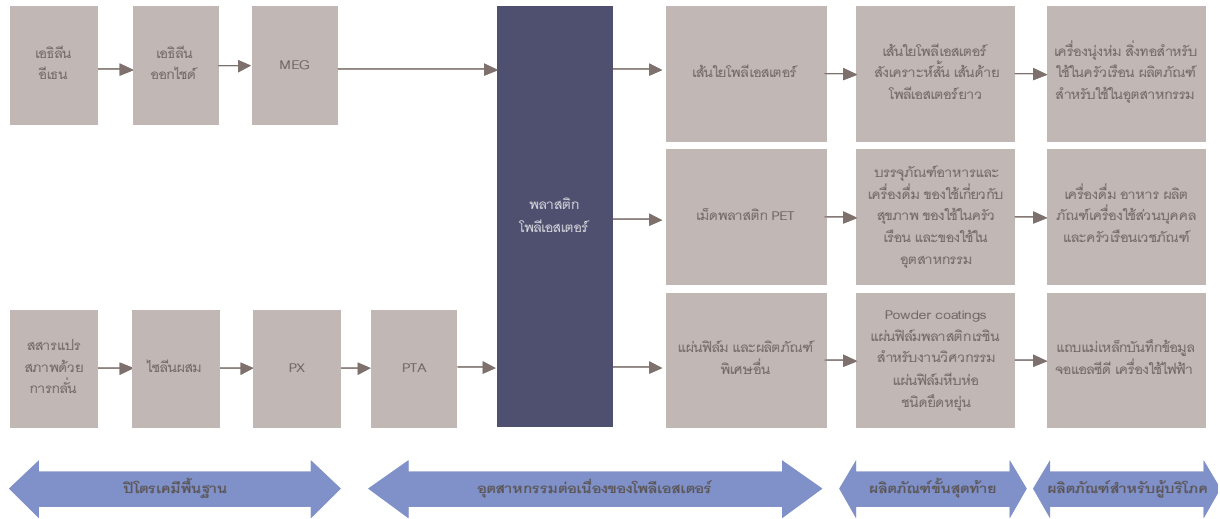 เอธิลีน
อีเธน
เอธิลีน
ออกไซด์
MEG
พลาสติก
โพลีเอสเตอร์
เส้นใยโพลีเอสเตอร์
เส้นใยโพลีเอสเตอร์
สังเคราะห์สั้น เส้นด้าย
โพลีเอสเตอร์ยาว
เครื่องนุ่งห่ม สิ่งทอสำหรับ
ใช้ในครัวเรือน ผลิตภัณฑ์
สำหรับใช้ในอุตสาหกรรม
เม็ดพลาสติก PET
บรรจุภัณฑ์อาหารและ
เครื่องดื่ม ของใช้เกี่ยวกับ
สุขภาพ ของใช้ในครัว
เรือน และของใช้ใน
อุตสาหกรรม
เครื่องดื่ม อาหาร ผลิต
ภัณฑ์เครื่องใช้ส่วนบุคคล
และครัวเรือนเวชภัณฑ์
สสารแปร
สภาพด้วย
การกลั่น
ไซลีนผสม
PX
PTA
แผ่นฟิล์ม และผลิตภัณฑ์
พิเศษอื่น
Powder coatings
แผ่นฟิล์มพลาสติกเรซิน
สำหรับงานวิศวกรรม
แผ่นฟิล์มหีบห่อ
ชนิดยืดหยุ่น
แถบแม่เหล็กบันทึกข้อมูล
จอแอลซีดี เครื่องใช้ไฟฟ้า
ปิโตรเคมีพื้นฐาน
อุตสาหกรรมต่อเนื่องของโพลีเอสเตอร์
ผลิตภัณฑ์ขั้นสุดท้าย
ผลิตภัณฑ์สำหรับผู้บริโภค